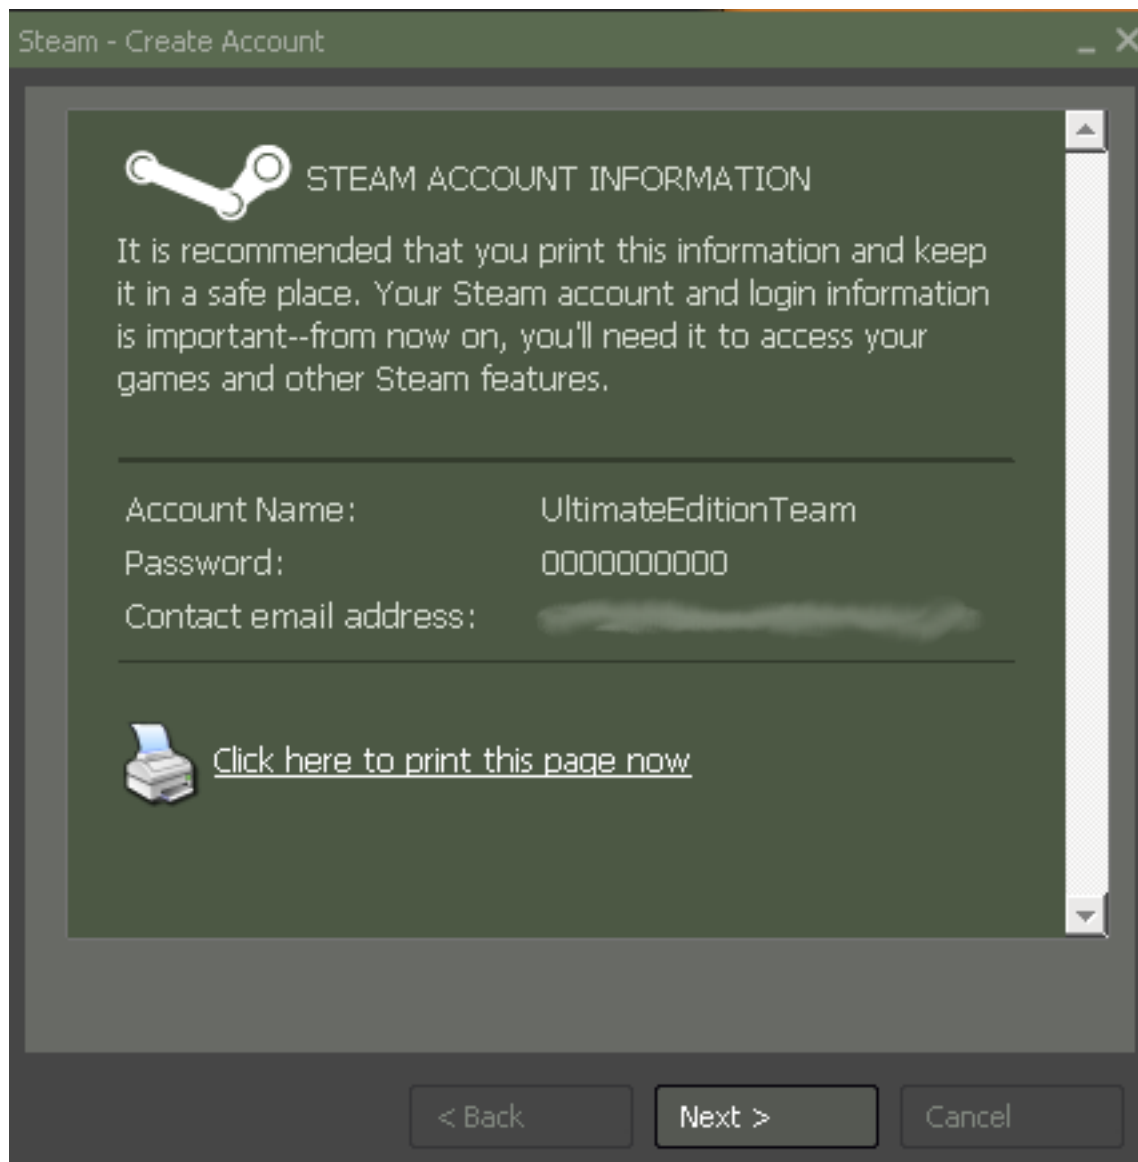 Steam - Create Account
STEAM ACCOUNT INFORMATION
It is recommended that you print this information and keep
it in a safe place. Your Steam account and login information
is important--from now on, you'll need it to access your
games and other Steam features.
Account Name: UltimateEditionTeam
Password: 0000000000
Contact email address:
Click here to print this page now
< Back Next > Cancel